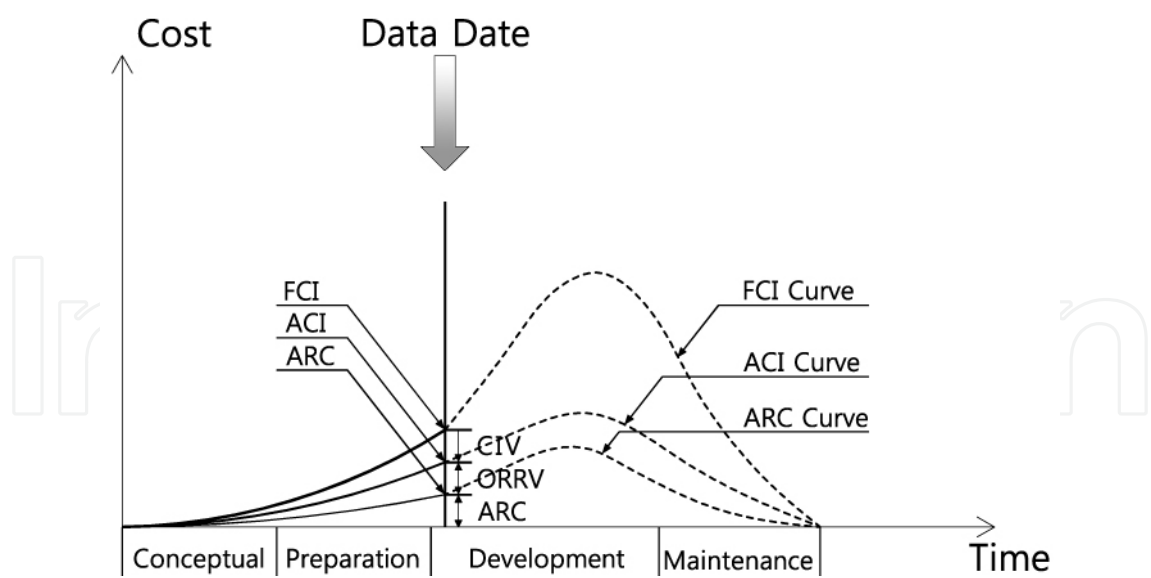 Cost
Data Date
FCI
ACI
ARC
FCI Curve
ACI Curve
ARC Curve
CIV
ORRV
ARC
Conceptual
Preparation
Development
Maintenance
Time